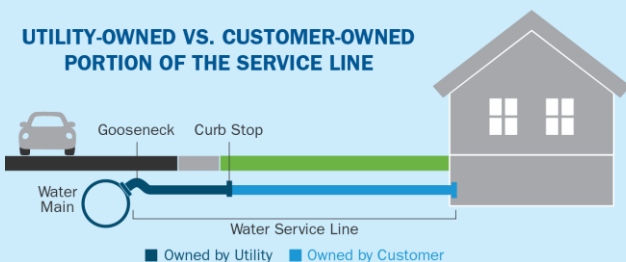 UTILITY-OWNED VS. CUSTOMER-OWNED
PORTION OF THE SERVICE LINE
Gooseneck
Curb Stop
Water
Main
Water Service Line
Owned by Utility
Owned by Customer